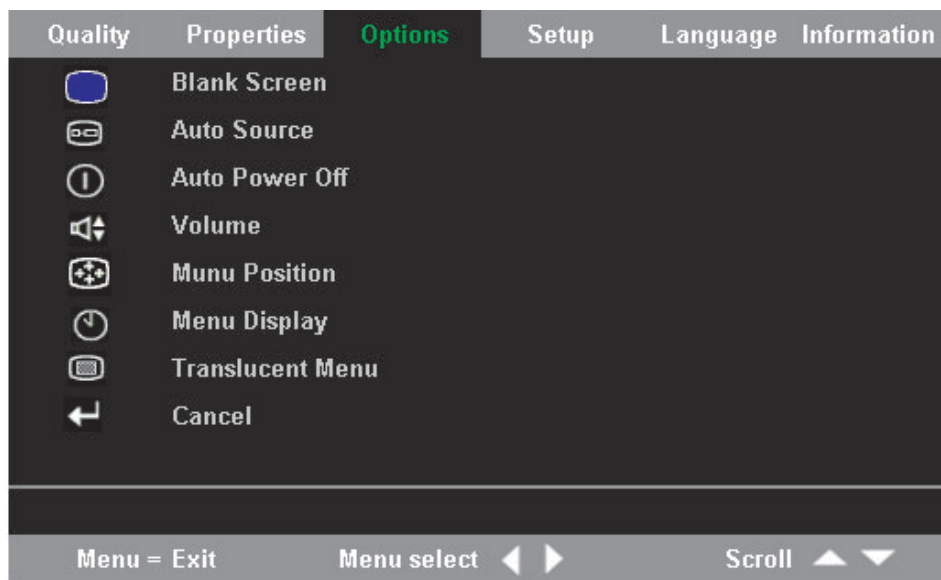 Quality Properties Options Setup Language Information
Blank Screen
Auto Source
Auto Power Off
Volume
Munu Position
Menu Display
Translucent Menu
Cancel
Menu = Exit Menu select Scroll